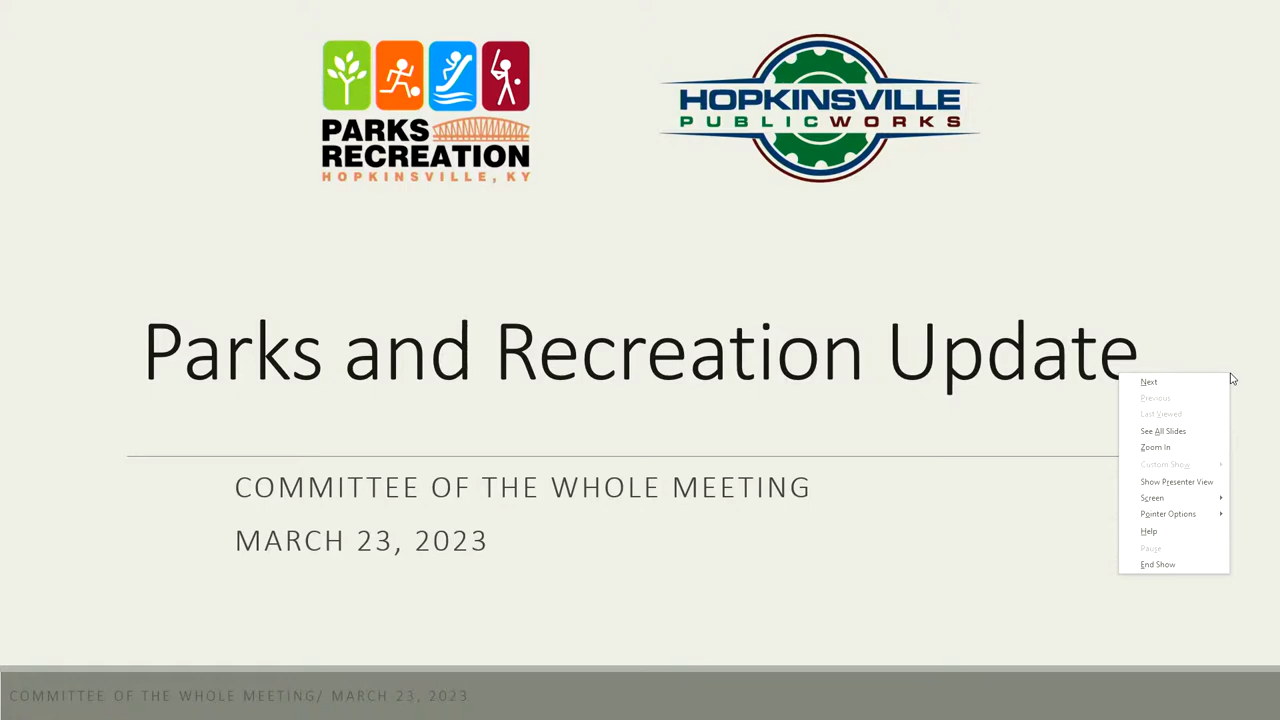 PARKS
RECREATION
HOPKINSVILLE, KY
HOPKINSVILLE
PUBLICWORKS
Parks and Recreation Update
COMMITTEE OF THE WHOLE MEETING
MARCH 23, 2023
Next
Previous
Last Viewed
See All Slides
Zoom In
Custom Show
Show Presenter View
Screen
Pointer Options
Help
Pause
End Show
COMMITTEE OF THE WHOLE MEETING/ MARCH 23, 2023